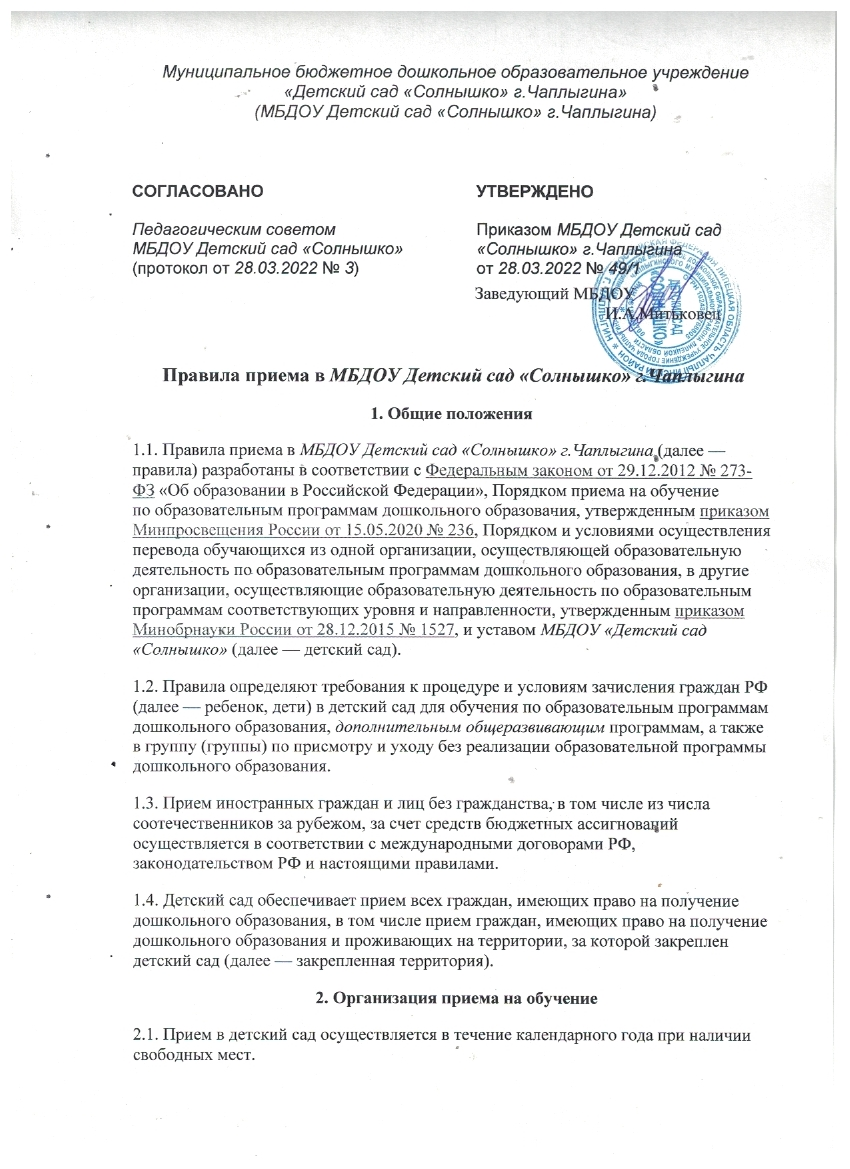 Муниципальное бюджетное дошкольное образовательное учреждение
«Детский сад «Солнышко» г.Чаплыгина»
(МБДОУ Детский сад «Солнышко» г.Чаплыгина)
СОГЛАСОВАНО
Педагогическим советом
МБДОУ Детский сад «Солнышко»
(протокол от 28.03.2022 № 3)
УТВЕРЖДЕНО
Приказом МБДОУ Детский сад
«Солнышко» г.Чаплыгина
от 28.03.2022 № 49/1
Заведующий МБДОУ
И.А.Митьковец
Правила приема в МБДОУ Детский сад «Солнышко» г.Чаплыгина
1. Общие положения
1.1. Правила приема в МБДОУ Детский сад «Солнышко» г.Чаплыгина (далее —
правила) разработаны в соответствии с Федеральным законом от 29.12.2012 № 273-
ФЗ «Об образовании в Российской Федерации», Порядком приема на обучение
по образовательным программам дошкольного образования, утвержденным приказом
Минпросвещения России от 15.05.2020 № 236, Порядком и условиями осуществления
перевода обучающихся из одной организации, осуществляющей образовательную
деятельность по образовательным программам дошкольного образования, в другие
организации, осуществляющие образовательную деятельность по образовательным
программам соответствующих уровня и направленности, утвержденным приказом
Минобрнауки России от 28.12.2015 № 1527, и уставом МБДОУ «Детский сад
«Солнышко» (далее — детский сад).
1.2. Правила определяют требования к процедуре и условиям зачисления граждан РФ
(далее — ребенок, дети) в детский сад для обучения по образовательным программам
дошкольного образования, дополнительным общеразвивающим программам, а также
в группу (группы) по присмотру и уходу без реализации образовательной программы
дошкольного образования.
1.3. Прием иностранных граждан и лиц без гражданства, в том числе из числа
соотечественников за рубежом, за счет средств бюджетных ассигнований
осуществляется в соответствии с международными договорами РФ,
законодательством РФ и настоящими правилами.
1.4. Детский сад обеспечивает прием всех граждан, имеющих право на получение
дошкольного образования, в том числе прием граждан, имеющих право на получение
дошкольного образования и проживающих на территории, за которой закреплен
детский сад (далее — закрепленная территория).
2. Организация приема на обучение
2.1. Прием в детский сад осуществляется в течение календарного года при наличии
свободных мест.